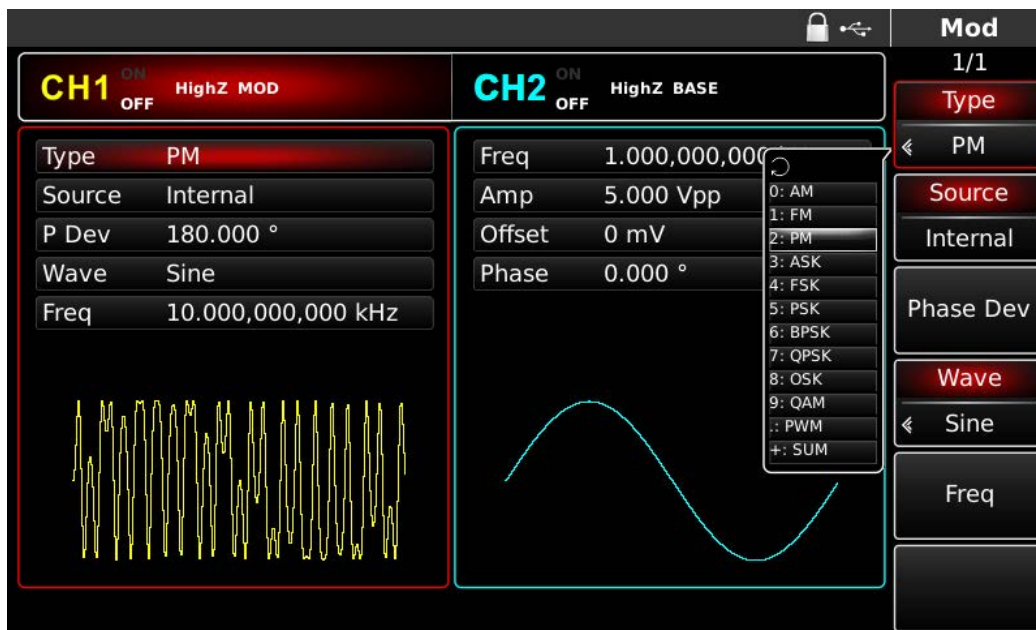 Mod
1/1
CH1 ON OFF HighZ MOD
CH2 ON OFF HighZ BASE
Type PM
Source Internal
P Dev 180.000 °
Wave Sine
Freq 10.000,000,000 kHz
Freq 1.000,000,000
Amp 5.000 Vpp
Offset 0 mV
Phase 0.000 °
0: AM
1: FM
2: PM
3: ASK
4: FSK
5: PSK
6: BPSK
7: QPSK
8: OSK
9: QAM
.: PWM
+: SUM
Type
PM
Source
Internal
Phase Dev
Wave
Sine
Freq